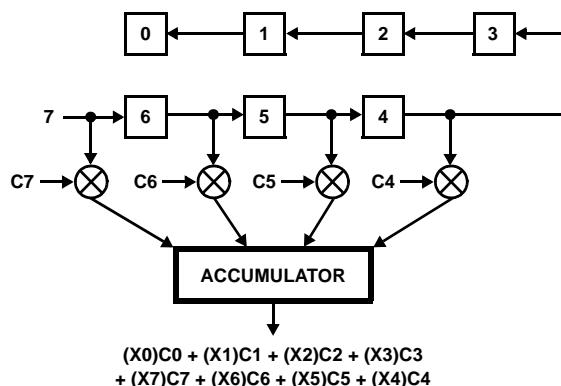 0 1 2 3
7 6 5 4
C7 C6 C5 C4
ACCUMULATOR
(X0)C0 + (X1)C1 + (X2)C2 + (X3)C3
+ (X7)C7 + (X6)C6 + (X5)C5 + (X4)C4